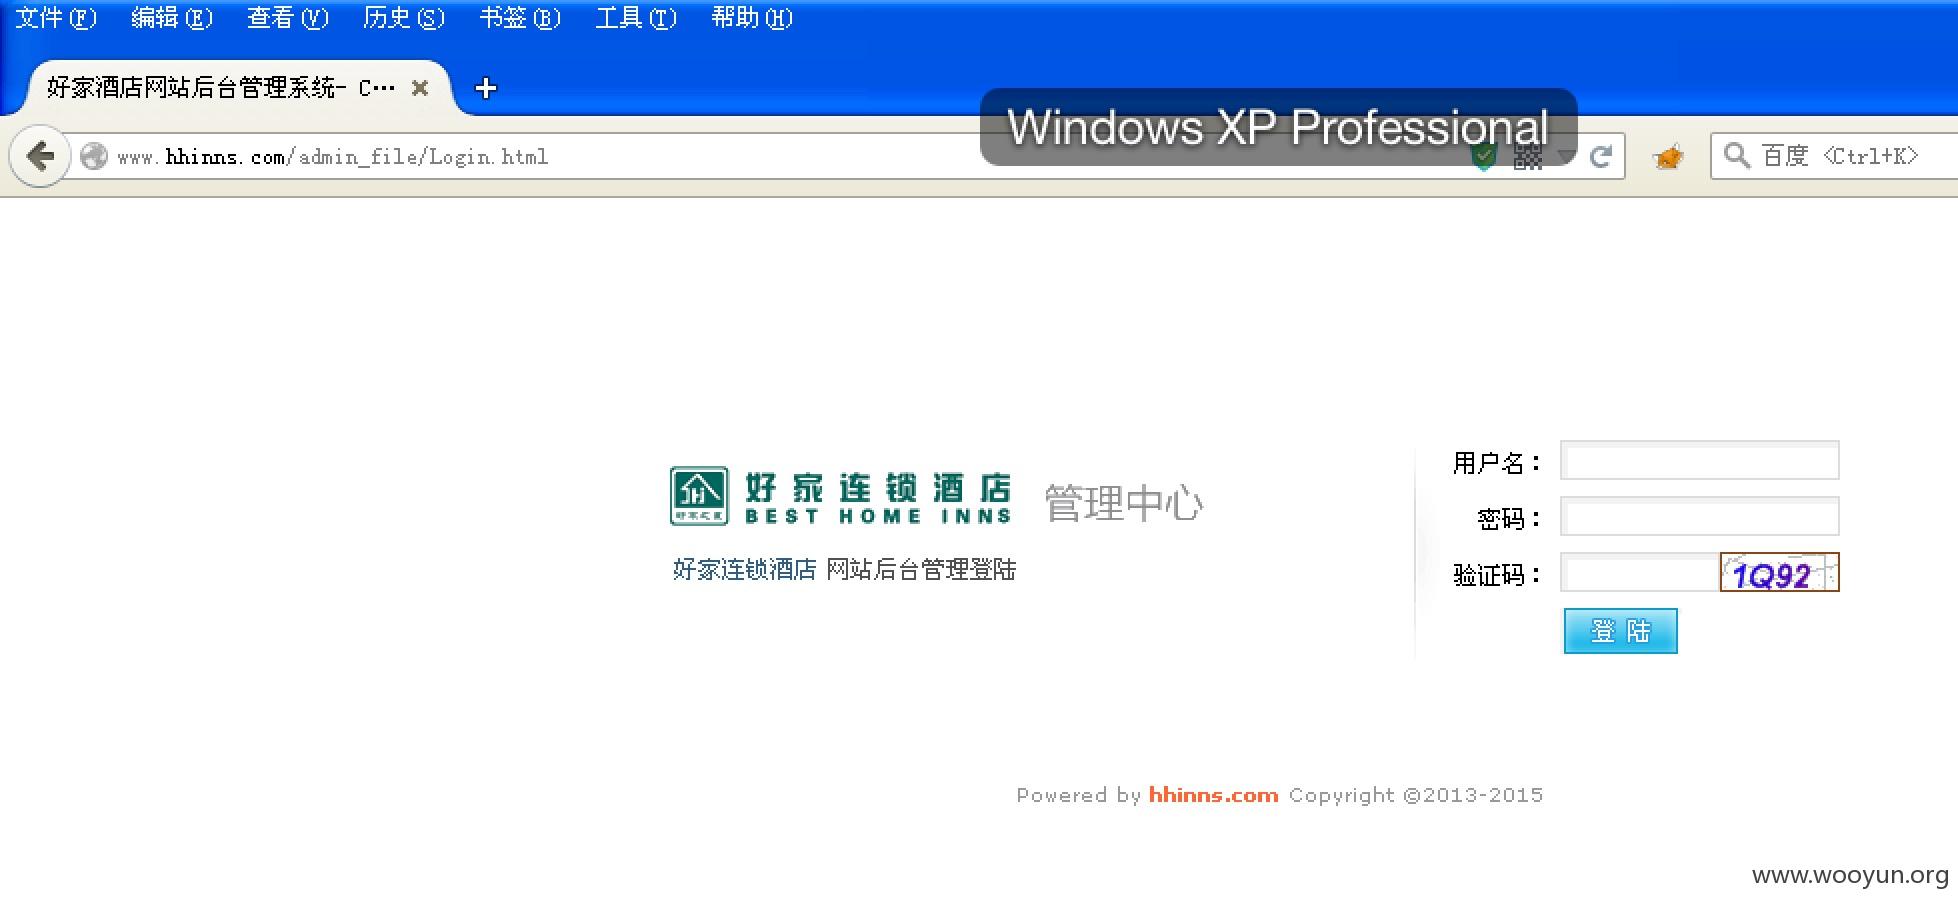 文件(F) 编辑(E) 查看(V) 历史(S) 书签(B) 工具(T) 帮助(H)
好家酒店网站后台管理系统- C…
Windows XP Professional
www.hhinns.com/admin_file/Login.html
百度 <Ctrl+K>
用户名：
好家连锁酒店 管理中心
BEST HOME INNS
密码：
好家连锁酒店 网站后台管理登陆
验证码： 1Q92
登 陆
Powered by hhinns.com Copyright ©2013-2015
www.wooyun.org